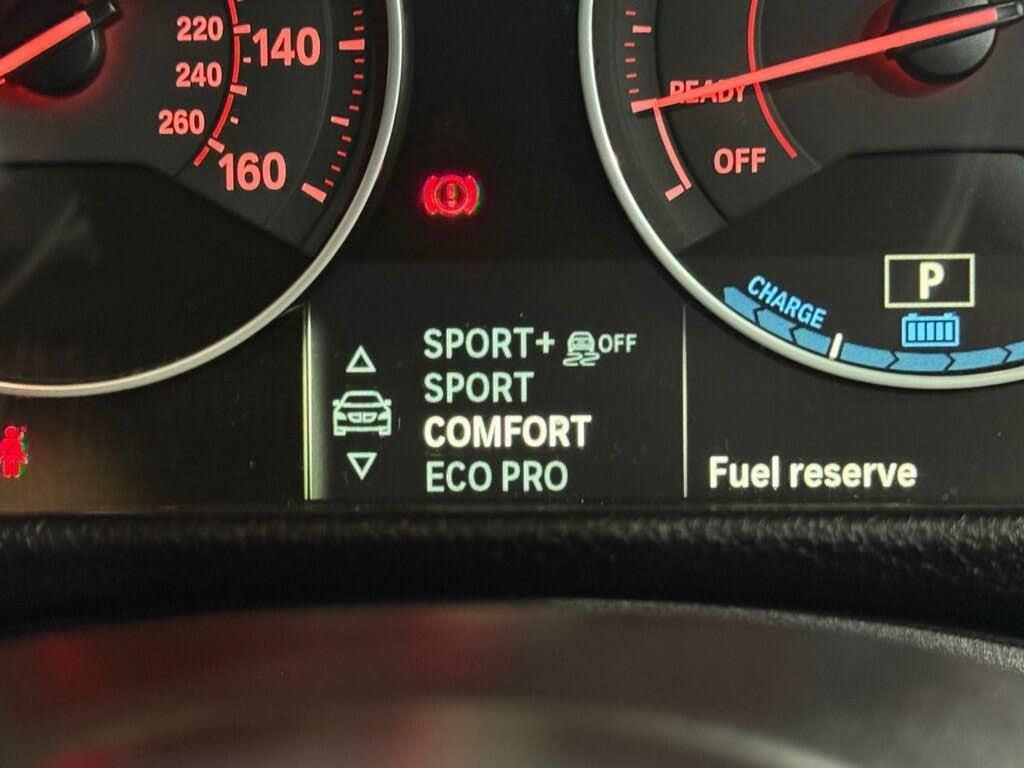 220
140
240
260
160
READY
OFF
P
CHARGE
SPORT+ OFF
SPORT
COMFORT
ECO PRO
Fuel reserve